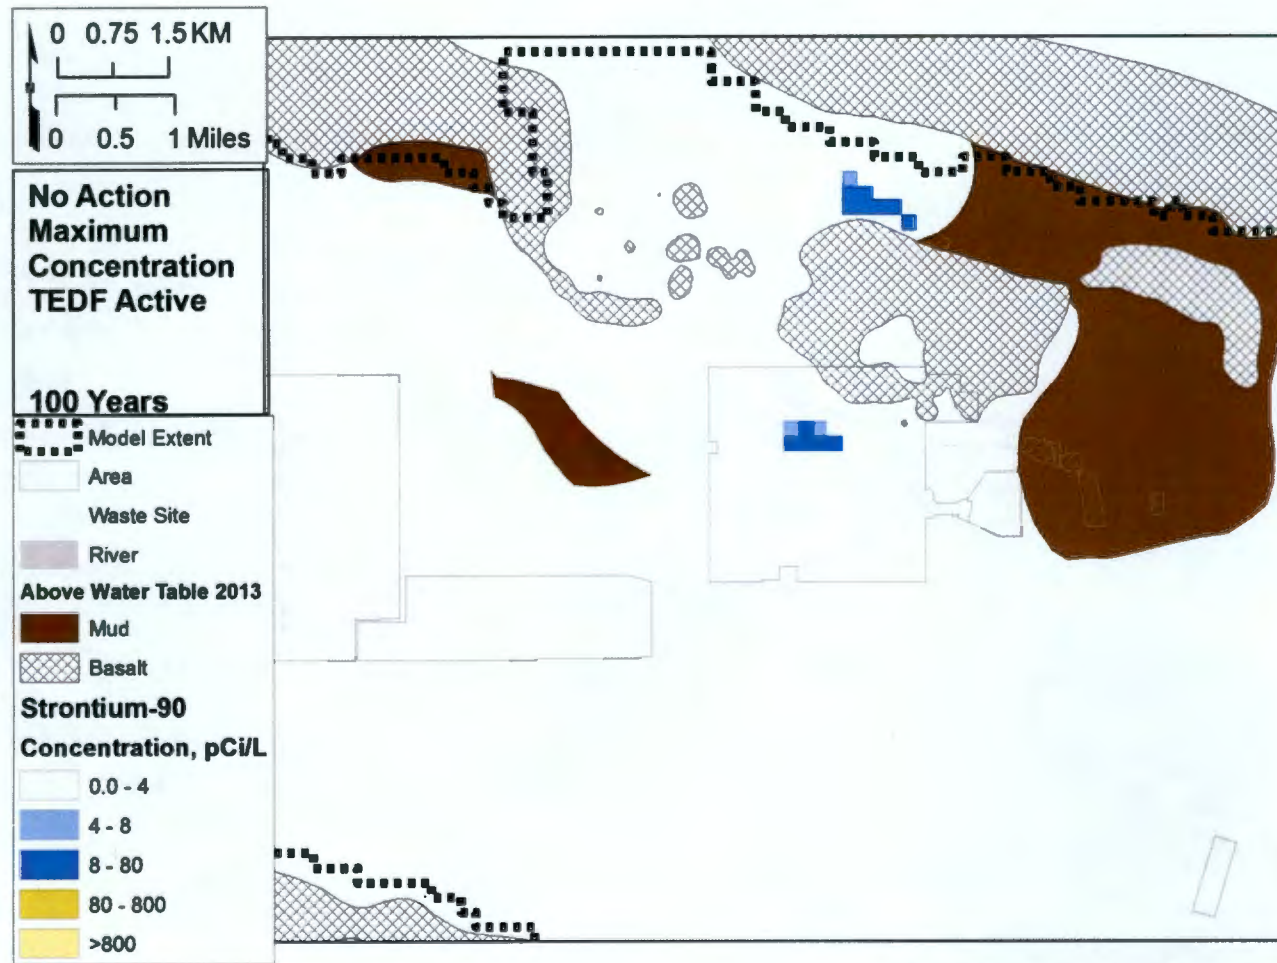 0 0.75 1.5 KM
0 0.5 1 Miles
No Action
Maximum
Concentration
TEDF Active
100 Years
Model Extent
Area
Waste Site
River
Above Water Table 2013
Mud
Basalt
Strontium-90
Concentration, pCi/L
0.0 - 4
4 - 8
8 - 80
80 - 800
>800